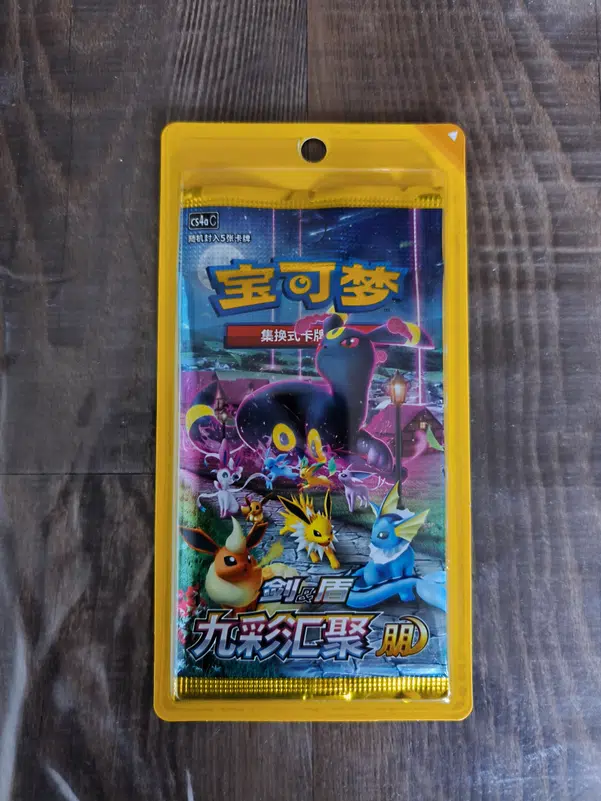 cs4aC
随机封入5张卡牌
宝可梦
集换式卡牌
剑&盾
九彩汇聚 朋